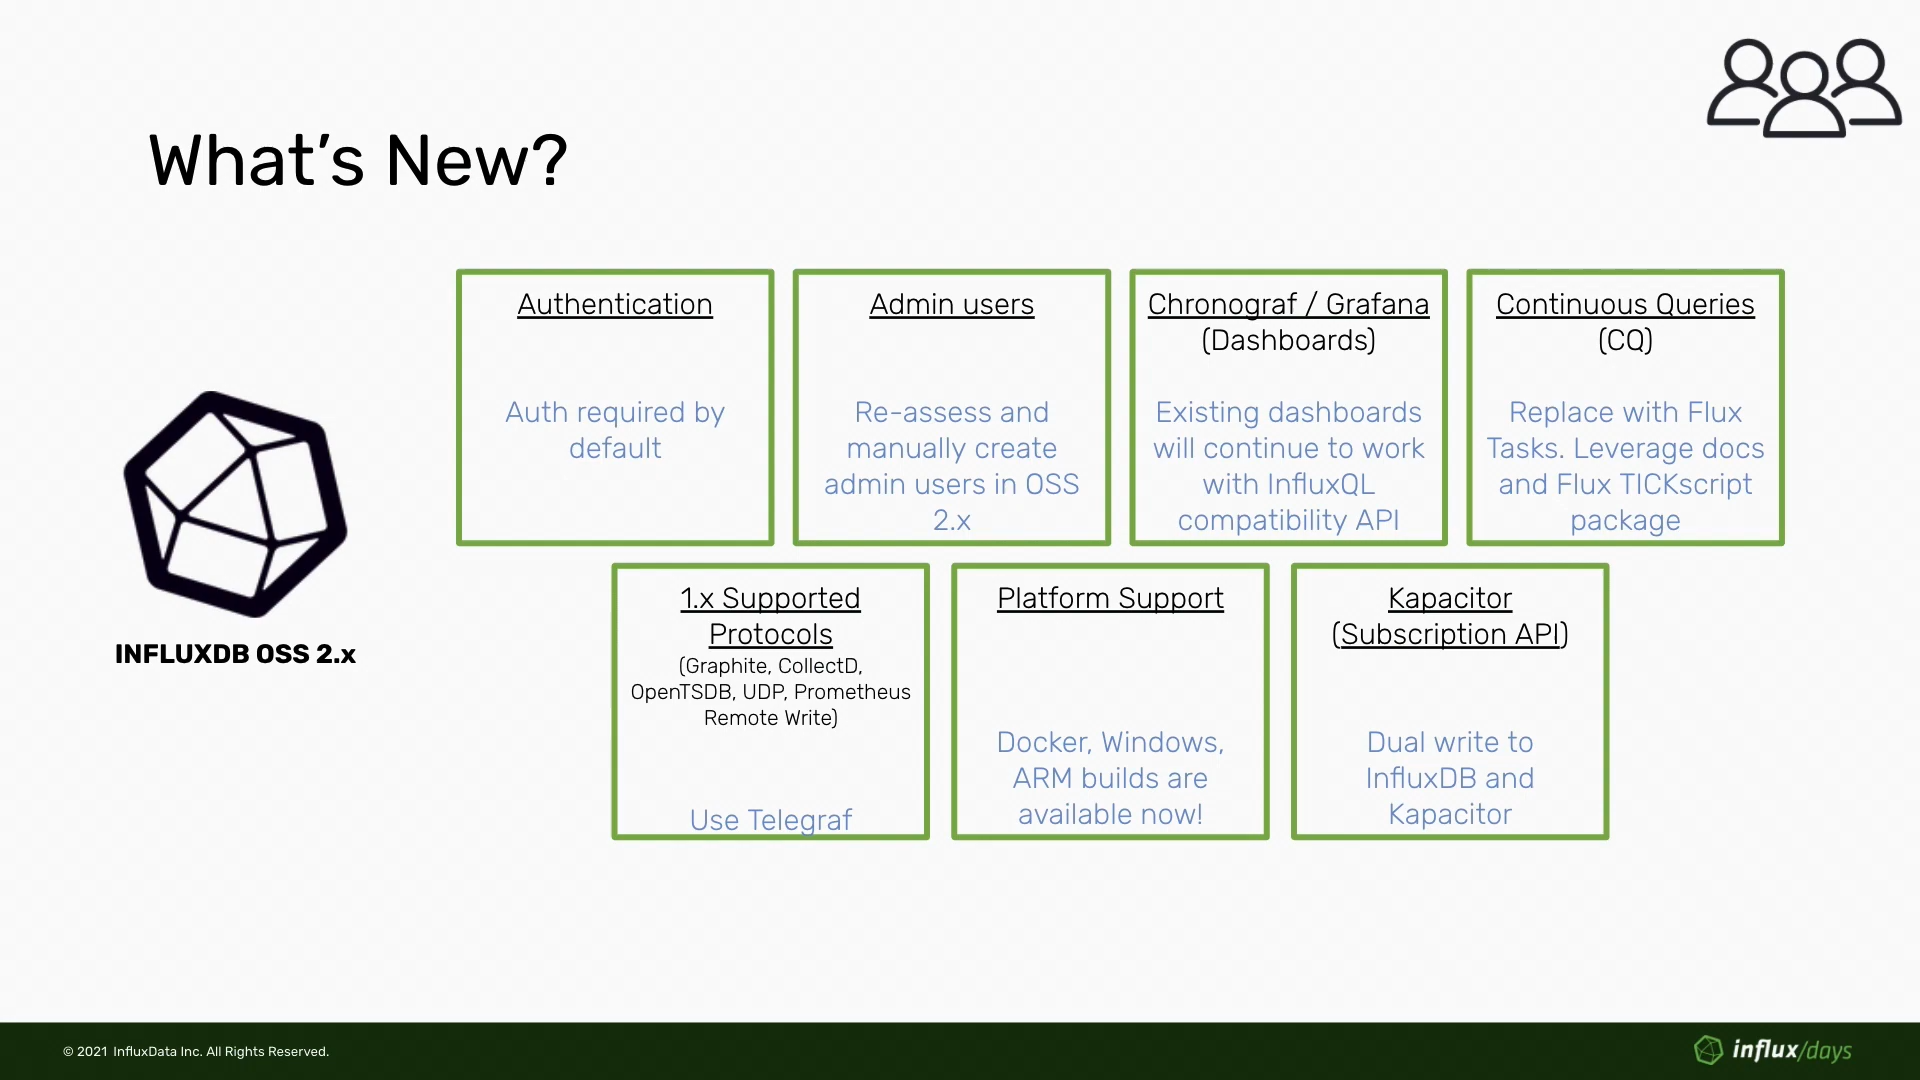 What's New?
Authentication
Auth required by
default
Admin users
Re-assess and
manually create
admin users in OSS
2.x
Chronograf / Grafana
(Dashboards)
Existing dashboards
will continue to work
with InfluxQL
compatibility API
Continuous Queries
(CQ)
Replace with Flux
Tasks. Leverage docs
and Flux TICKscript
package
INFLUXDB OSS 2.x
1.x Supported
Protocols
(Graphite, CollectD,
OpenTSDB, UDP, Prometheus
Remote Write)
Use Telegraf
Platform Support
Docker, Windows,
ARM builds are
available now!
Kapacitor
(Subscription API)
Dual write to
InfluxDB and
Kapacitor
© 2021 InfluxData Inc. All Rights Reserved.
influx/days